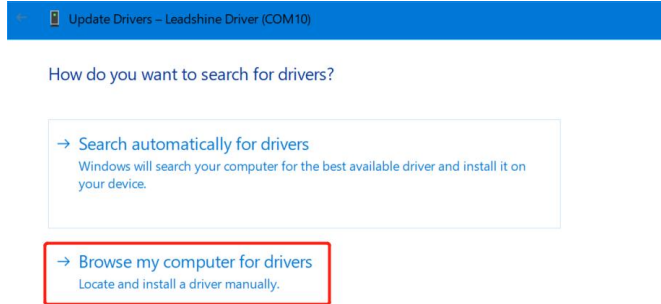 Update Drivers – Leadshine Driver (COM10)
How do you want to search for drivers?
→ Search automatically for drivers
Windows will search your computer for the best available driver and install it on
your device.
→ Browse my computer for drivers
Locate and install a driver manually.